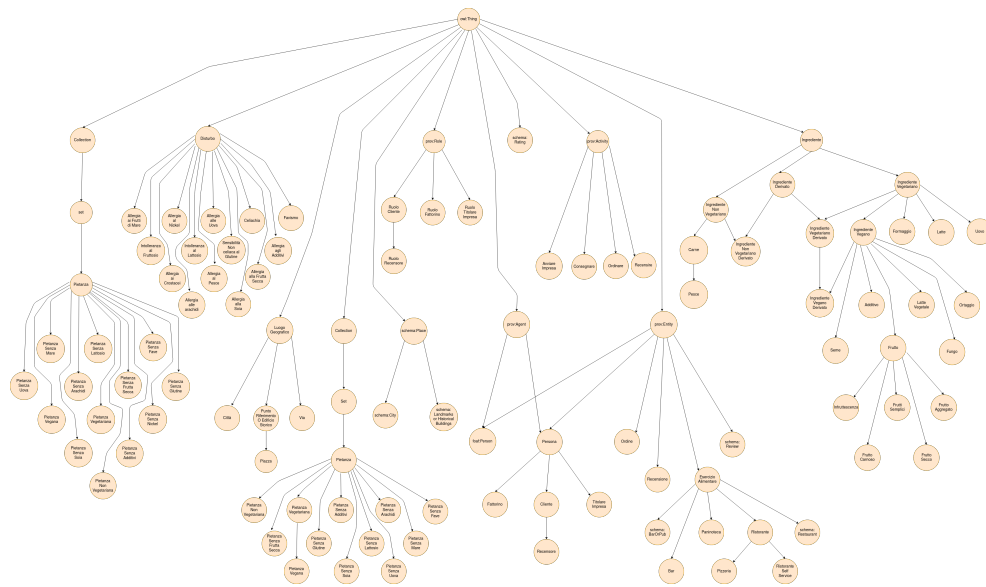 owl:Thing
Collection
Disturbo
prov:Role
schema:
Rating
prov:Activity
Ingrediente
set
Allergia
ai Frutti
di Mare
Intolleranza
al
Fruttosio
Allergia
al
Nickel
Allergia
ai
Crostacei
Intolleranza
al
Lattosio
Allergia
alle
arachidi
Allergia
alle
Uova
Allergia
al
Pesce
Sensibilità
Non
celiaca al
Glutine
Allergia
alla
Soia
Celiachia
Allergia
alla Frutta
Secca
Allergia
agli
Additivi
Favismo
Ruolo
Cliente
Ruolo
Fattorino
Ruolo
Titolare
Impresa
Ruolo
Recensore
Avviare
Impresa
Consegnare
Ordinare
Recensire
Ingrediente
Non
Vegetariano
Ingrediente
Derivato
Ingrediente
Vegetariano
Carne
Ingrediente
Non
Vegetariano
Derivato
Pesce
Ingrediente
Vegetariano
Derivato
Ingrediente
Vegano
Formaggio
Latte
Uovo
Ingrediente
Vegano
Derivato
Seme
Additivo
Frutto
Latte
Vegetale
Fungo
Ortaggio
Infruttescenza
Frutto
Carnoso
Frutti
Semplici
Frutto
Secco
Frutto
Aggregato
Pietanza
Pietanza
Senza
Uova
Pietanza
Senza
Mare
Pietanza
Vegana
Pietanza
Senza
Arachidi
Pietanza
Senza
Soia
Pietanza
Senza
Lattosio
Pietanza
Vegetariana
Pietanza
Non
Vegetariana
Pietanza
Senza
Frutta
Secca
Pietanza
Senza
Additivi
Pietanza
Senza
Fave
Pietanza
Senza
Nickel
Pietanza
Senza
Glutine
Luogo
Geografico
Città
Punto
Riferimento
O Edificio
Storico
Via
Piazza
Collection
Set
Pietanza
Pietanza
Non
Vegetariana
Pietanza
Senza
Frutta
Secca
Pietanza
Vegetariana
Pietanza
Vegana
Pietanza
Senza
Glutine
Pietanza
Senza
Additivi
Pietanza
Senza
Soia
Pietanza
Senza
Lattosio
Pietanza
Senza
Arachidi
Pietanza
Senza
Uova
Pietanza
Senza
Mare
Pietanza
Senza
Fave
schema:Place
schema:City
schema:
Landmarks
or Historical
Buildings
prov:Agent
prov:Entity
foaf:Person
Persona
Fattorino
Cliente
Titolare
Impresa
Recensore
Ordine
Recensione
Esercizio
Alimentare
schema:
Review
schema:
BarOrPub
Bar
Paninoteca
Ristorante
schema:
Restaurant
Pizzeria
Ristorante
Self
Service